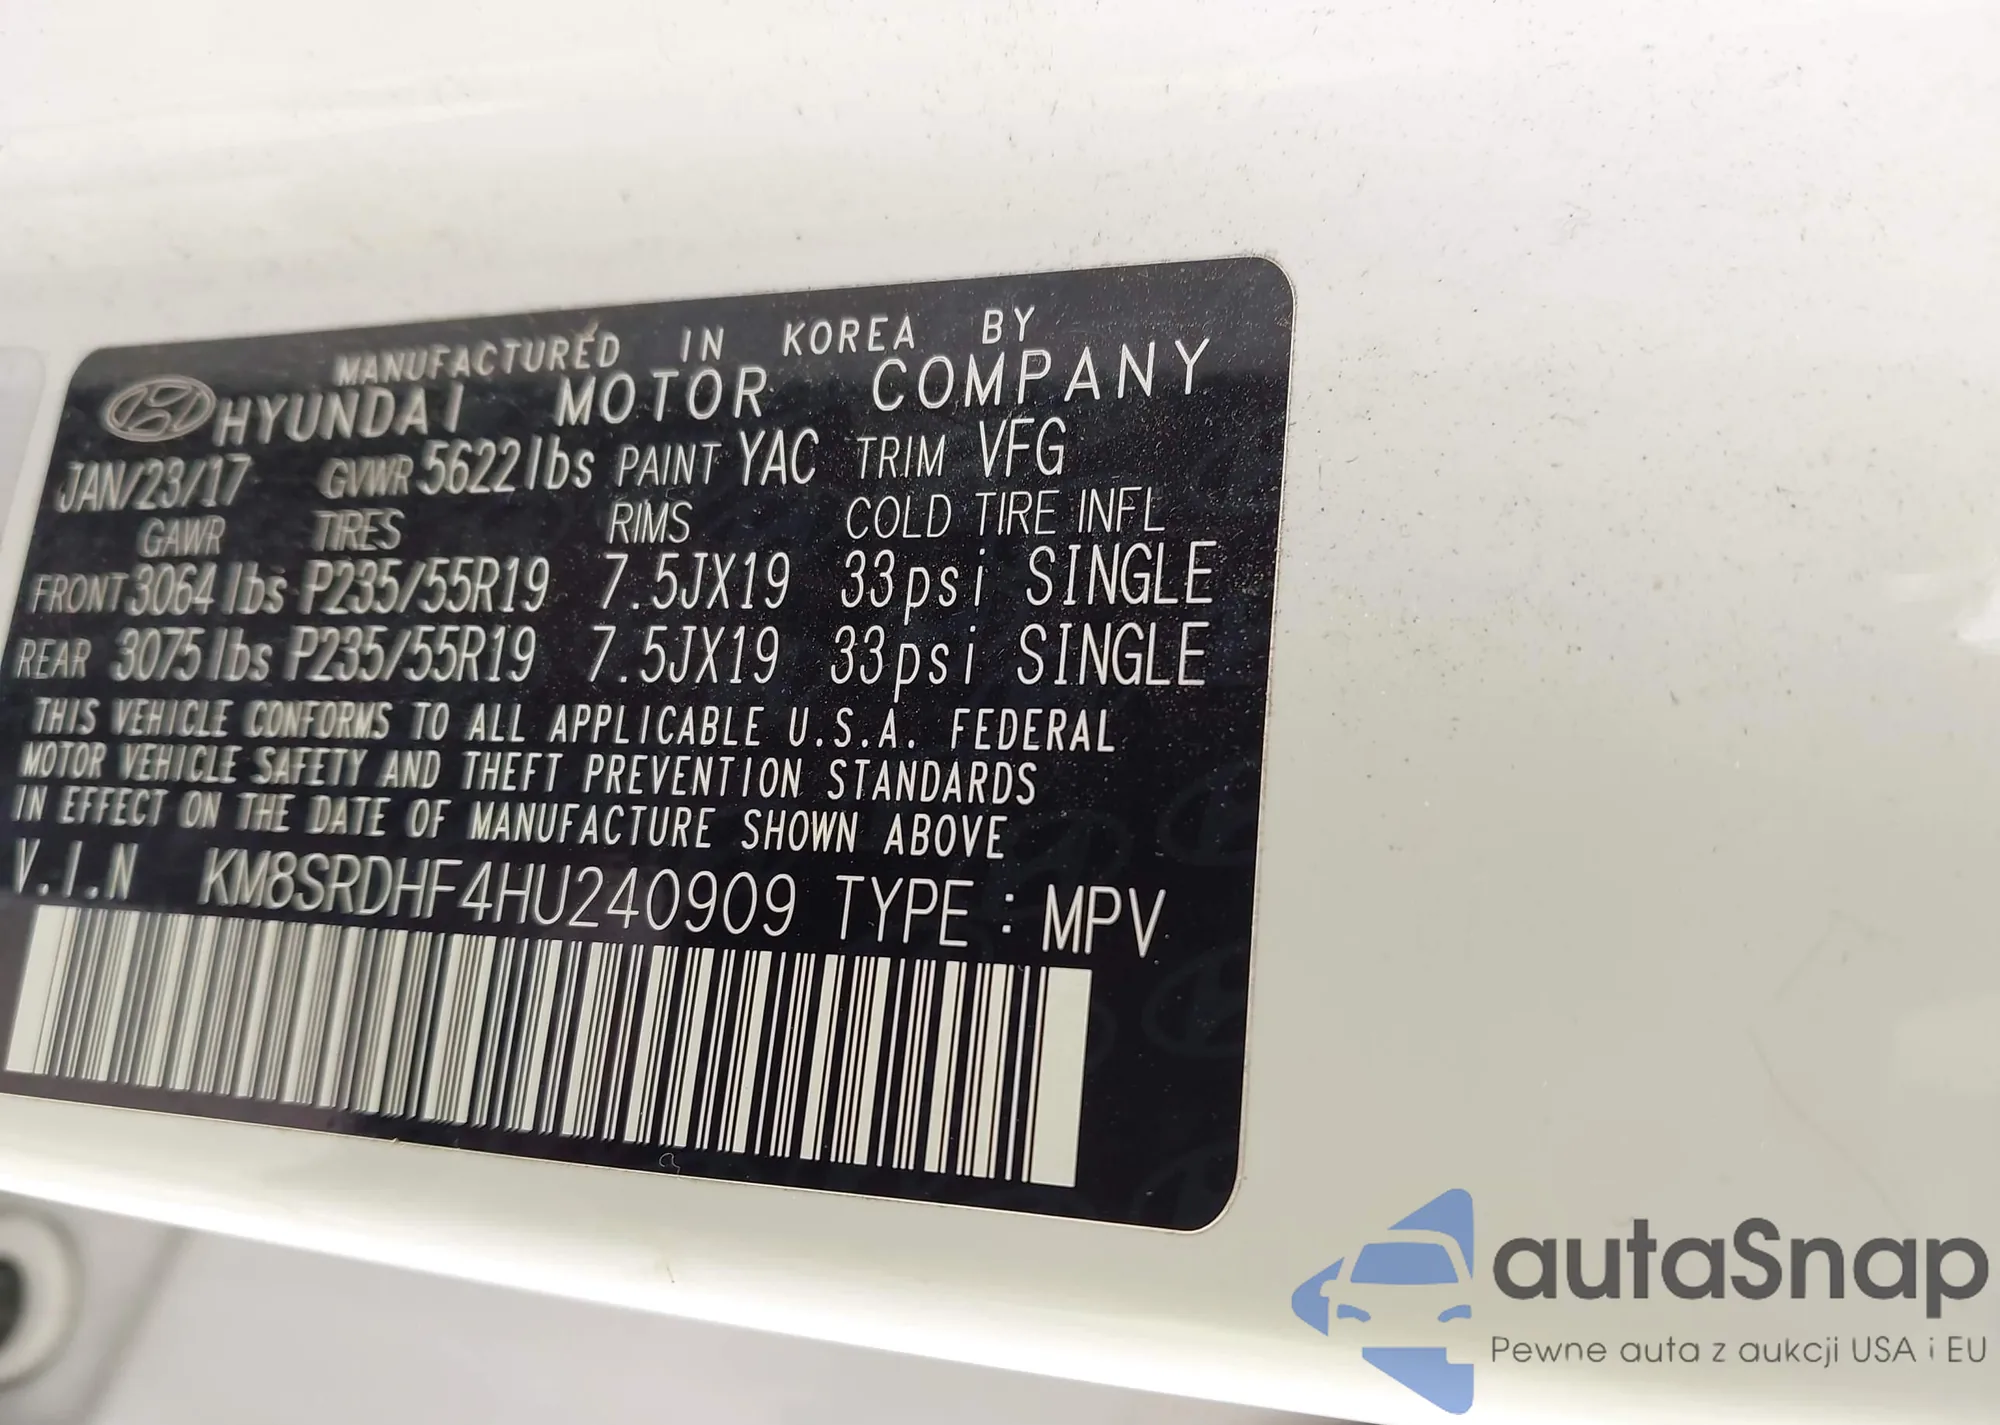 MANUFACTURED IN KOREA BY
HYUNDAI MOTOR COMPANY
JAN/23/17 GVWR 5622lbs PAINT YAC TRIM VFG
GAWR TIRES RIMS COLD TIRE INFL
FRONT 3064lbs P235/55R19 7.5JX19 33psi SINGLE
REAR 3075lbs P235/55R19 7.5JX19 33psi SINGLE
THIS VEHICLE CONFORMS TO ALL APPLICABLE U.S.A. FEDERAL
MOTOR VEHICLE SAFETY AND THEFT PREVENTION STANDARDS
IN EFFECT ON THE DATE OF MANUFACTURE SHOWN ABOVE
V.I.N KM8SRDHF4HU240909 TYPE : MPV
autaSnap
Pewne auta z aukcji USA i EU